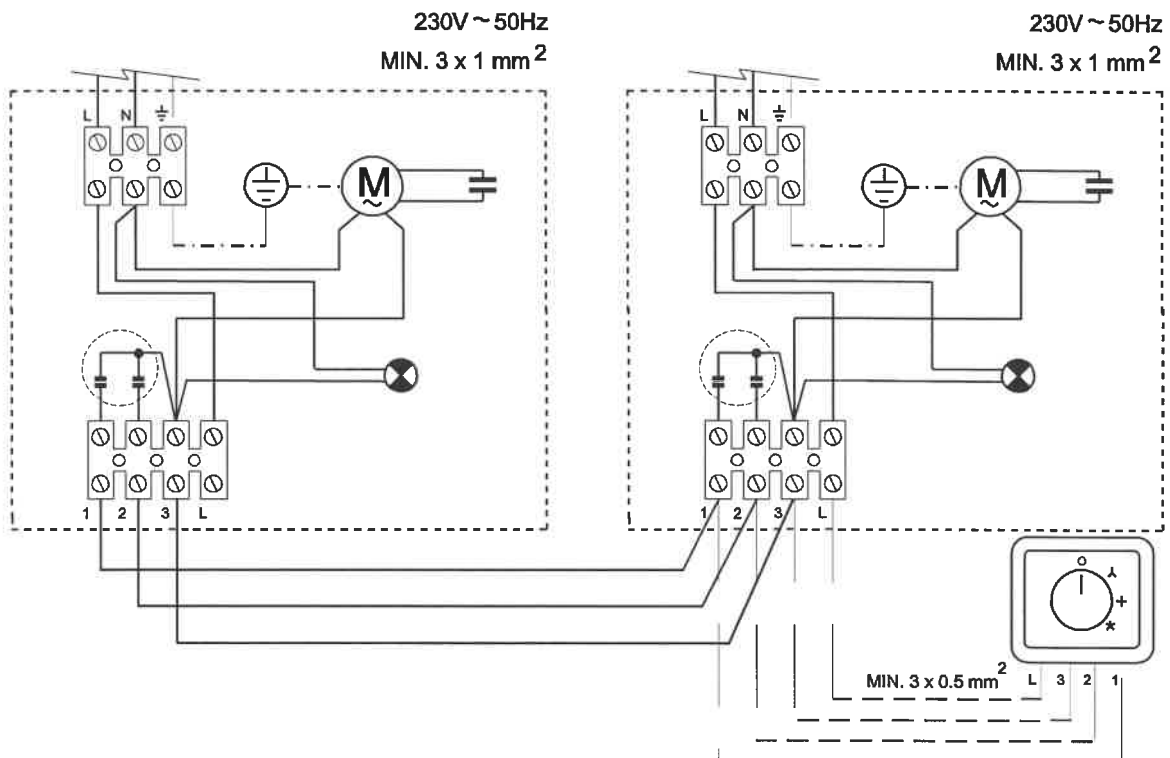 230V ~ 50Hz
MIN. 3 x 1 mm²
230V ~ 50Hz
MIN. 3 x 1 mm²
L N
L N
M
~
M
~
1 2 3 L
1 2 3 L
MIN. 3 x 0.5 mm²
L 3 2 1